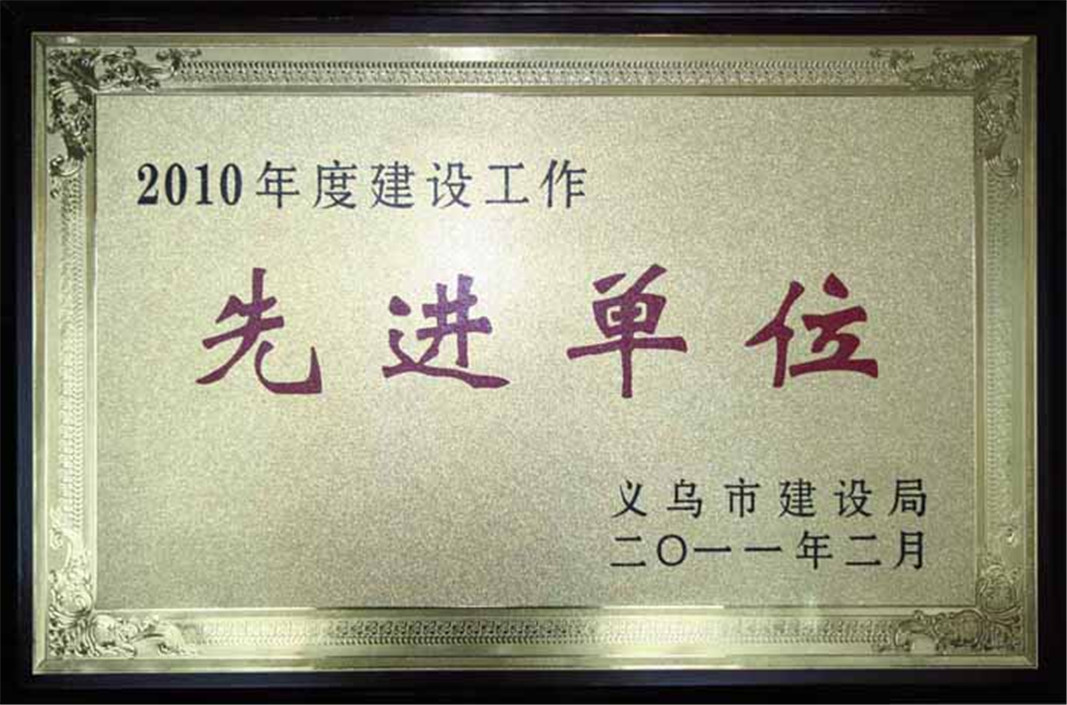 2010年度建设工作
先进单位
义乌市建设局
二〇一一年二月